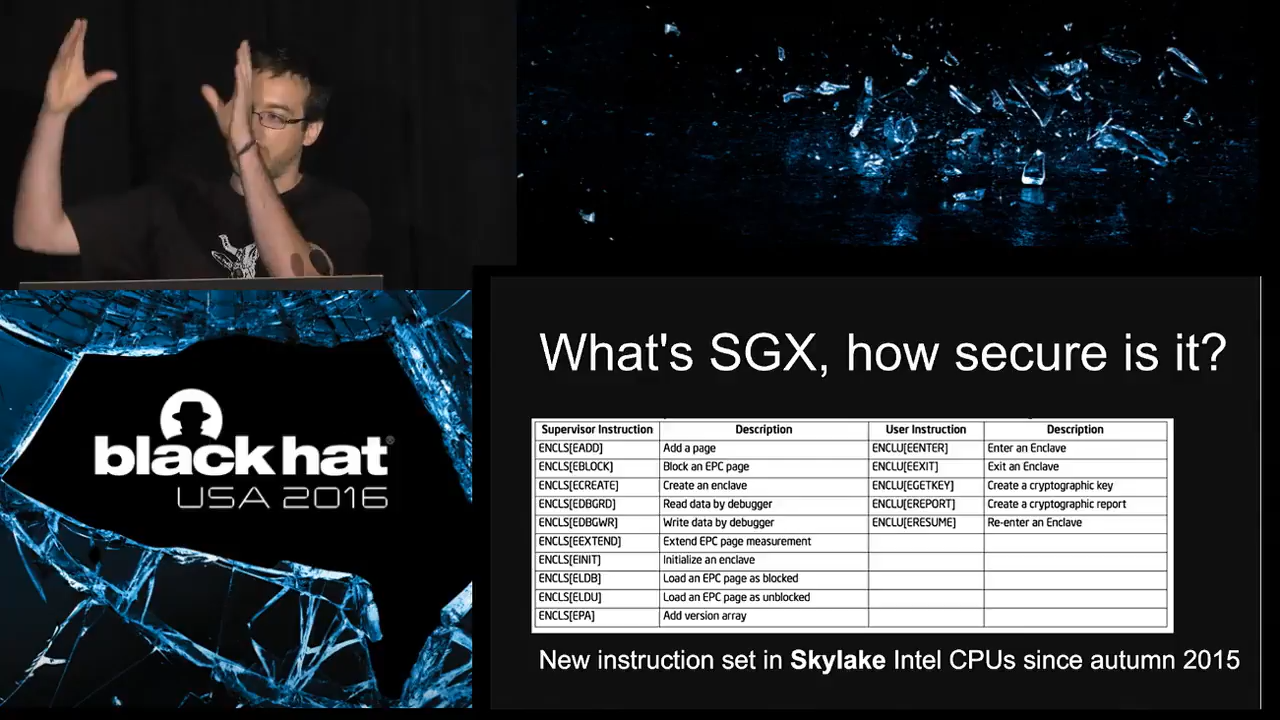 What's SGX, how secure is it?
Supervisor Instruction Description User Instruction Description
ENCLS[EADD] Add a page ENCLU[EENTER] Enter an Enclave
ENCLS[EBLOCK] Block an EPC page ENCLU[EEXIT] Exit an Enclave
ENCLS[ECREATE] Create an enclave ENCLU[EGETKEY] Create a cryptographic key
ENCLS[EDBGRD] Read data by debugger ENCLU[EREPORT] Create a cryptographic report
ENCLS[EDBGWR] Write data by debugger ENCLU[ERESUME] Re-enter an Enclave
ENCLS[EEXTEND] Extend EPC page measurement
ENCLS[EINIT] Initialize an enclave
ENCLS[ELDB] Load an EPC page as blocked
ENCLS[ELDU] Load an EPC page as unblocked
ENCLS[EPA] Add version array
New instruction set in Skylake Intel CPUs since autumn 2015
black hat®
USA 2016